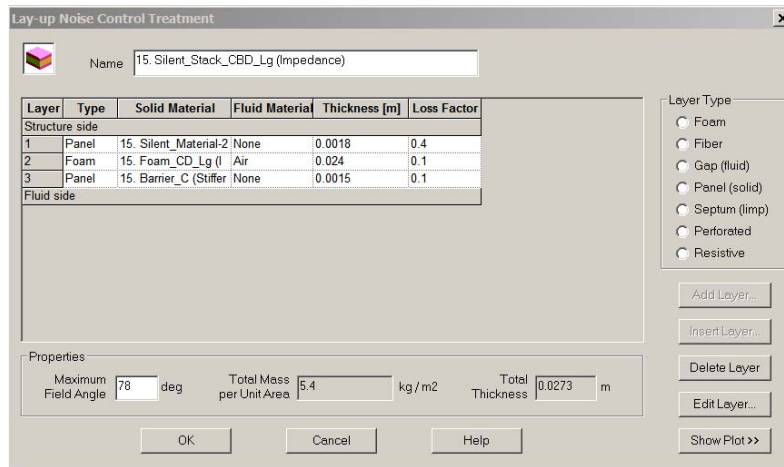 Lay-up Noise Control Treatment
Name 15. Silent_Stack_CBD_Lg (Impedance)
Layer Type Solid Material Fluid Material Thickness [m] Loss Factor
Structure side
1 Panel 15. Silent_Material-2 None 0.0018 0.4
2 Foam 15. Foam_CD_Lg (I Air 0.024 0.1
3 Panel 15. Barrier_C (Stiffer None 0.0015 0.1
Fluid side
Layer Type
Foam
Fiber
Gap (fluid)
Panel (solid)
Septum (limp)
Perforated
Resistive
Add Layer...
Insert Layer...
Delete Layer
Edit Layer...
Show Plot >>
Properties
Maximum Field Angle 78 deg Total Mass per Unit Area 5.4 kg / m2 Total Thickness 0.0273 m
OK Cancel Help